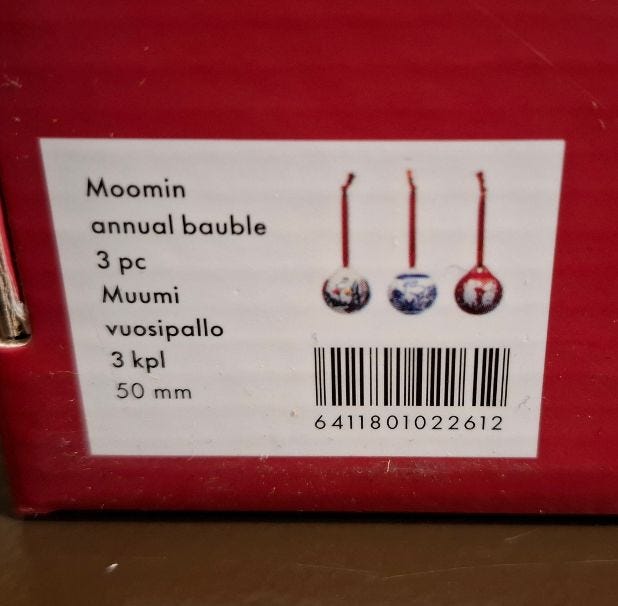 Moomin
annual bauble
3 pc
Muumi
vuosipallo
3 kpl
50 mm
6411801022612